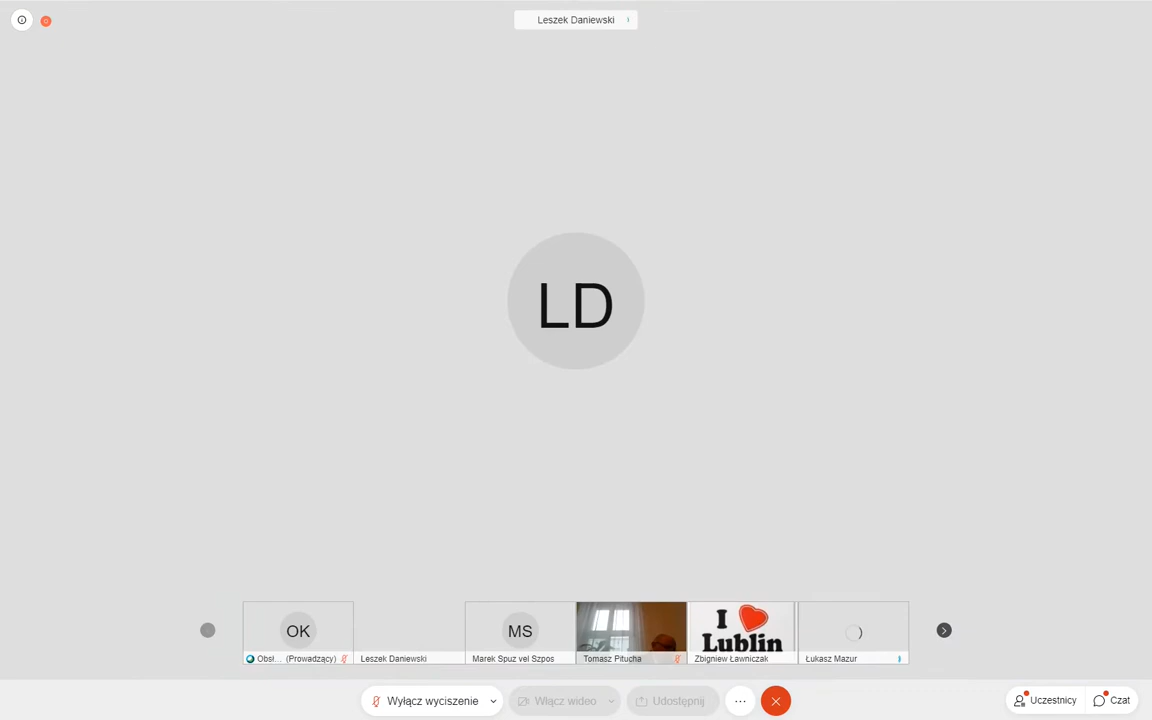 Leszek Daniewski
LD
OK
Obsł... (Prowadzący)
Leszek Daniewski
MS
Marek Spuz vel Szpos
Tomasz Pitucha
I
Lublin
Zbigniew Ławniczak
Łukasz Mazur
Wyłącz wyciszenie
Włącz wideo
Udostępnij
Uczestnicy
Czat